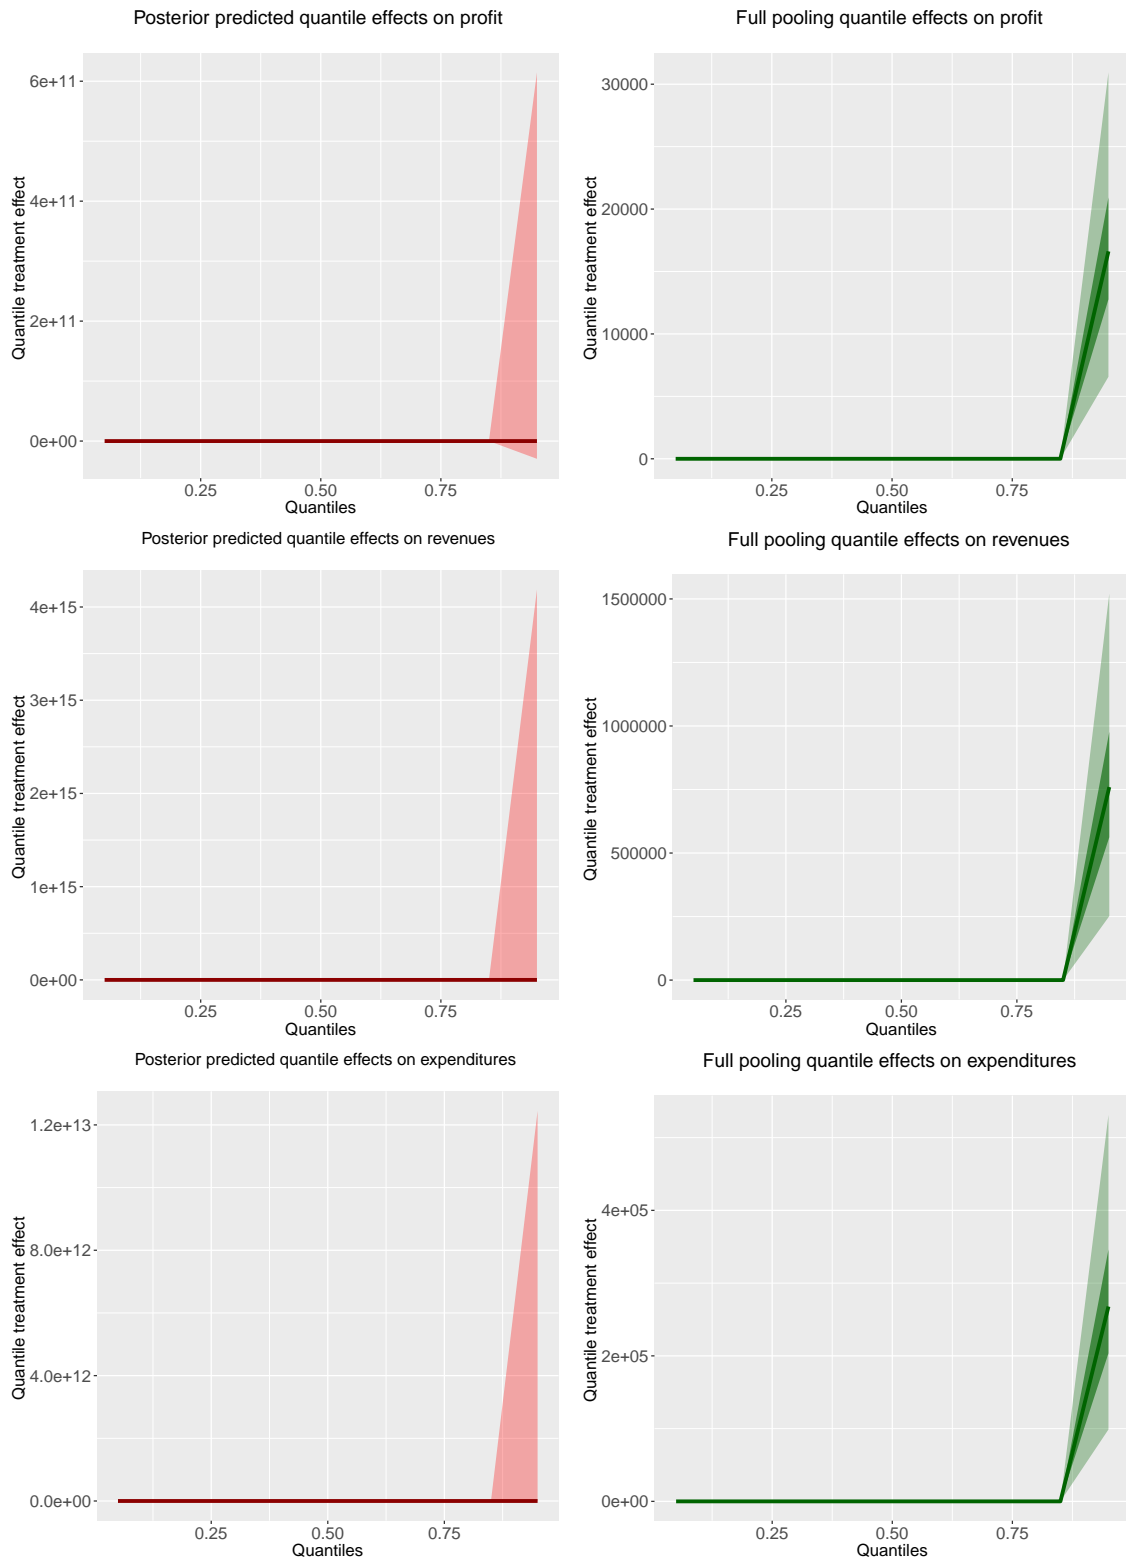 Posterior predicted quantile effects on profit
Quantile treatment effect
6e+11
4e+11
2e+11
0e+00
0.25 0.50 0.75
Quantiles
Full pooling quantile effects on profit
Quantile treatment effect
30000
20000
10000
0
0.25 0.50 0.75
Quantiles
Posterior predicted quantile effects on revenues
Quantile treatment effect
4e+15
3e+15
2e+15
1e+15
0e+00
0.25 0.50 0.75
Quantiles
Full pooling quantile effects on revenues
Quantile treatment effect
1500000
1000000
500000
0
0.25 0.50 0.75
Quantiles
Posterior predicted quantile effects on expenditures
Quantile treatment effect
1.2e+13
8.0e+12
4.0e+12
0.0e+00
0.25 0.50 0.75
Quantiles
Full pooling quantile effects on expenditures
Quantile treatment effect
4e+05
2e+05
0e+00
0.25 0.50 0.75
Quantiles